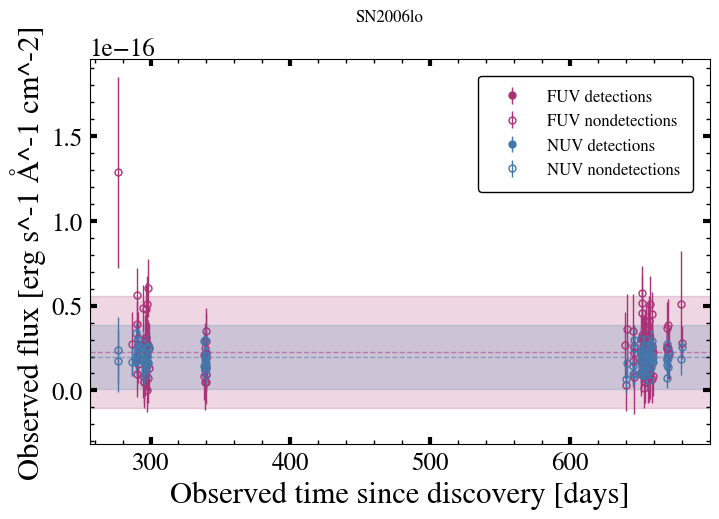 SN2006lo
1e−16
FUV detections
FUV nondetections
NUV detections
NUV nondetections
1.5
1.0
0.5
0.0
Observed flux [erg s^-1 Å^-1 cm^-2]
300 400 500 600
Observed time since discovery [days]